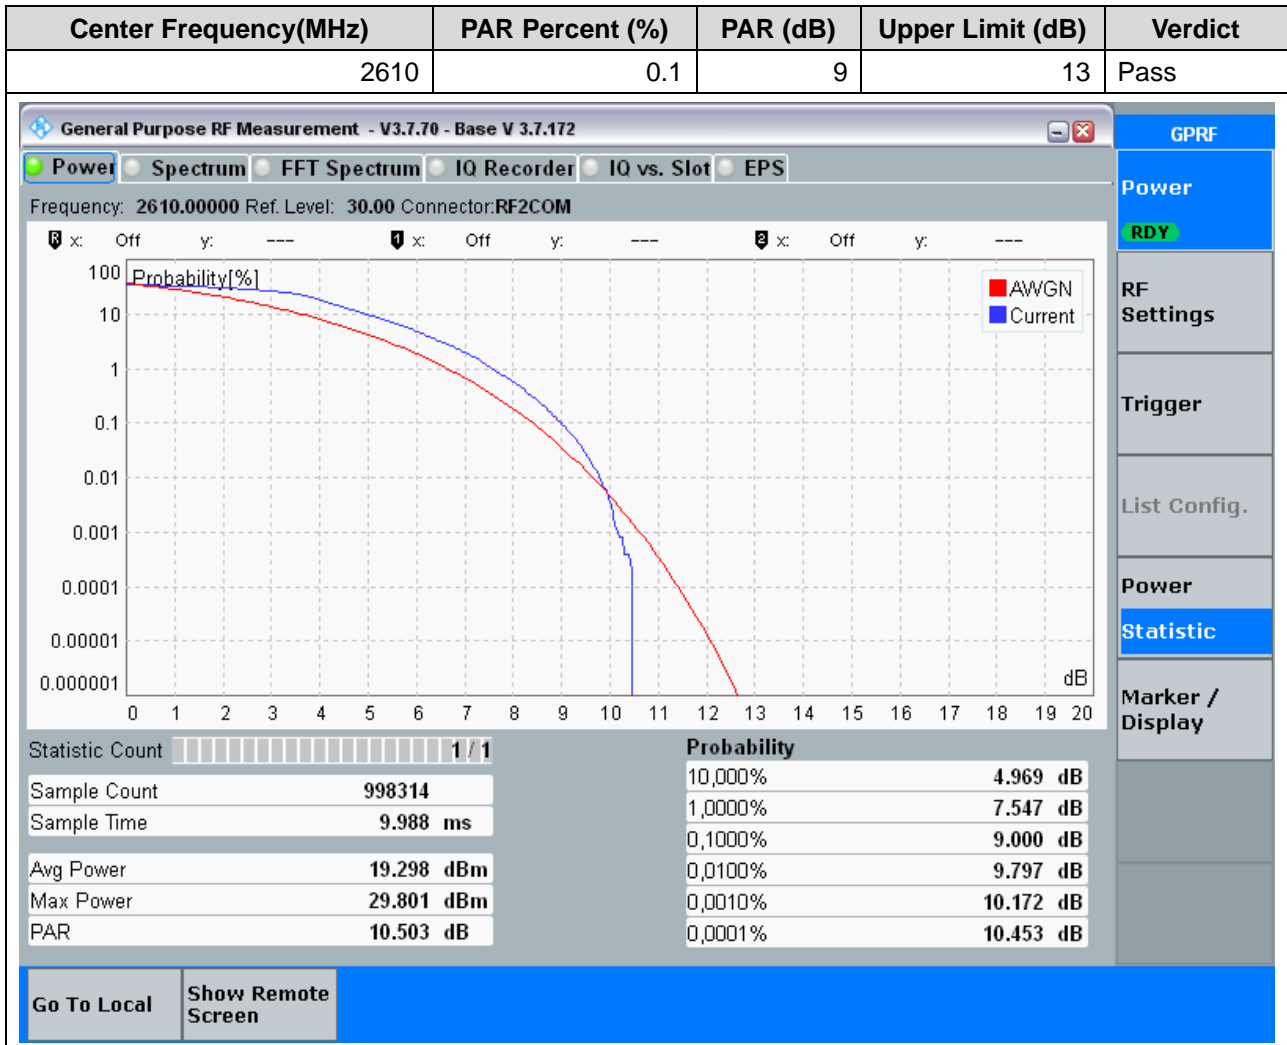 Center Frequency(MHz) PAR Percent (%) PAR (dB) Upper Limit (dB) Verdict
2610 0.1 9 13 Pass
General Purpose RF Measurement - V3.7.70 - Base V 3.7.172
GPRF
Power Spectrum FFT Spectrum IQ Recorder IQ vs. Slot EPS
Frequency: 2610.00000 Ref. Level: 30.00 Connector:RF2COM
R x: Off y: --- 1 x: Off y: --- 2 x: Off y: ---
Probability[%]
AWGN
Current
100
10
1
0.1
0.01
0.001
0.0001
0.00001
0.000001
dB
0 1 2 3 4 5 6 7 8 9 10 11 12 13 14 15 16 17 18 19 20
Statistic Count 1 / 1
Sample Count 998314
Sample Time 9.988 ms
Avg Power 19.298 dBm
Max Power 29.801 dBm
PAR 10.503 dB
Probability
10,000% 4.969 dB
1,0000% 7.547 dB
0,1000% 9.000 dB
0,0100% 9.797 dB
0,0010% 10.172 dB
0,0001% 10.453 dB
Power
RDY
RF
Settings
Trigger
List Config.
Power
Statistic
Marker /
Display
Go To Local
Show Remote
Screen